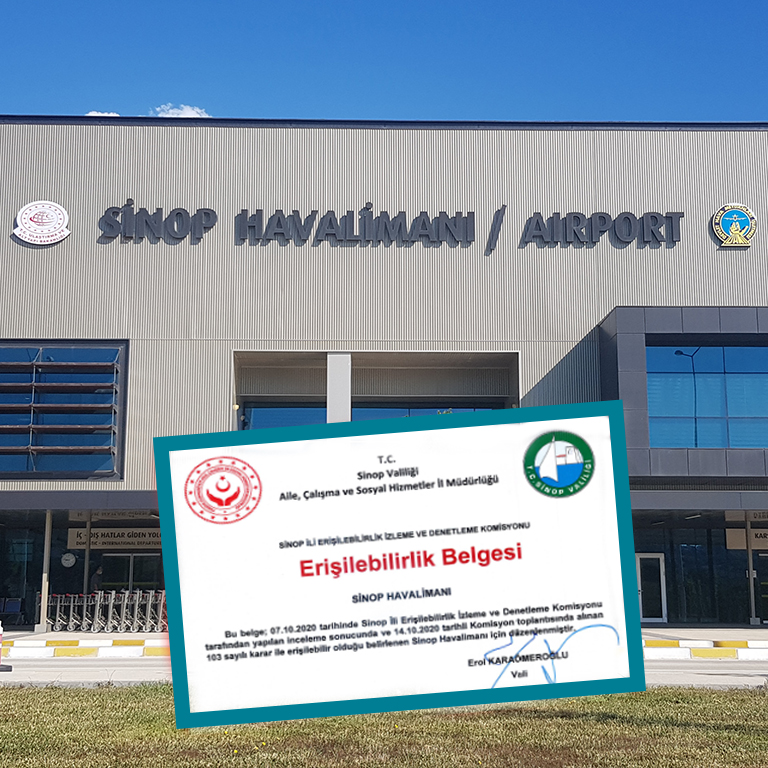 SİNOP HAVALİMANI / AIRPORT
İÇ - DIŞ HATLAR GİDEN YOLC
T.C.
Sinop Valiliği
Aile, Çalışma ve Sosyal Hizmetler İl Müdürlüğü
T.C. SİNOP VALİLİĞİ
SİNOP İLİ ERİŞİLEBİLİRLİK İZLEME VE DENETLEME KOMİSYONU
Erişilebilirlik Belgesi
SİNOP HAVALİMANI
Bu belge; 07.10.2020 tarihinde Sinop İli Erişilebilirlik İzleme ve Denetleme Komisyonu
tarafından yapılan inceleme sonucunda ve 14.10.2020 tarihli Komisyon toplantısında alınan
103 sayılı karar ile erişilebilir olduğu belirlenen Sinop Havalimanı için düzenlenmiştir.
Erol KARAÖMEROĞLU
Vali